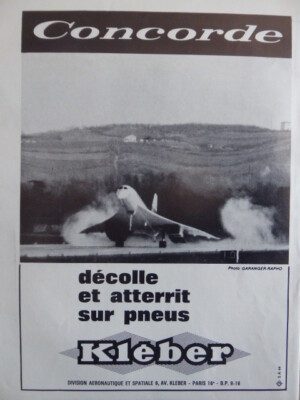 Concorde
Photo GARANGER.RAPHO
décolle
et atterrit
sur pneus
Kléber
DIVISION AERONAUTIQUE ET SPATIALE 6, AV. KLEBER - PARIS 16e - B.P. 6-16